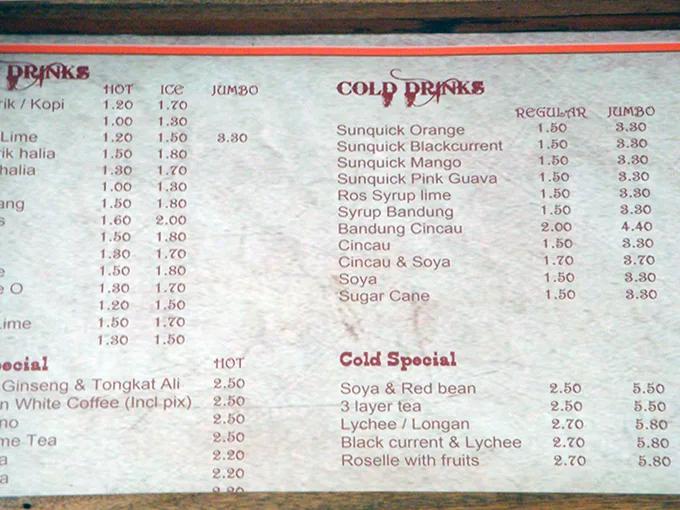 DRINKS
HOT ICE JUMBO
rik / Kopi 1.20 1.70
1.00 1.30
Lime 1.20 1.50 3.30
ik halia 1.50 1.80
halia 1.30 1.70
1.00 1.30
ang 1.50 1.80
s 1.60 2.00
1.50 1.80
1.30 1.70
e 1.50 1.80
e O 1.30 1.70
1.20 1.50
ime 1.50 1.70
1.30 1.50
pecial HOT
Ginseng & Tongkat Ali 2.50
n White Coffee (Incl pix) 2.50
no 2.50
me Tea 2.50
a 2.20
a 2.20
COLD DRINKS
REGULAR JUMBO
Sunquick Orange 1.50 3.30
Sunquick Blackcurrent 1.50 3.30
Sunquick Mango 1.50 3.30
Sunquick Pink Guava 1.50 3.30
Ros Syrup lime 1.50 3.30
Syrup Bandung 1.50 3.30
Bandung Cincau 2.00 4.40
Cincau 1.50 3.30
Cincau & Soya 1.70 3.70
Soya 1.50 3.30
Sugar Cane 1.50 3.30
Cold Special
Soya & Red bean 2.50 5.50
3 layer tea 2.50 5.50
Lychee / Longan 2.70 5.80
Black current & Lychee 2.70 5.80
Roselle with fruits 2.70 5.80